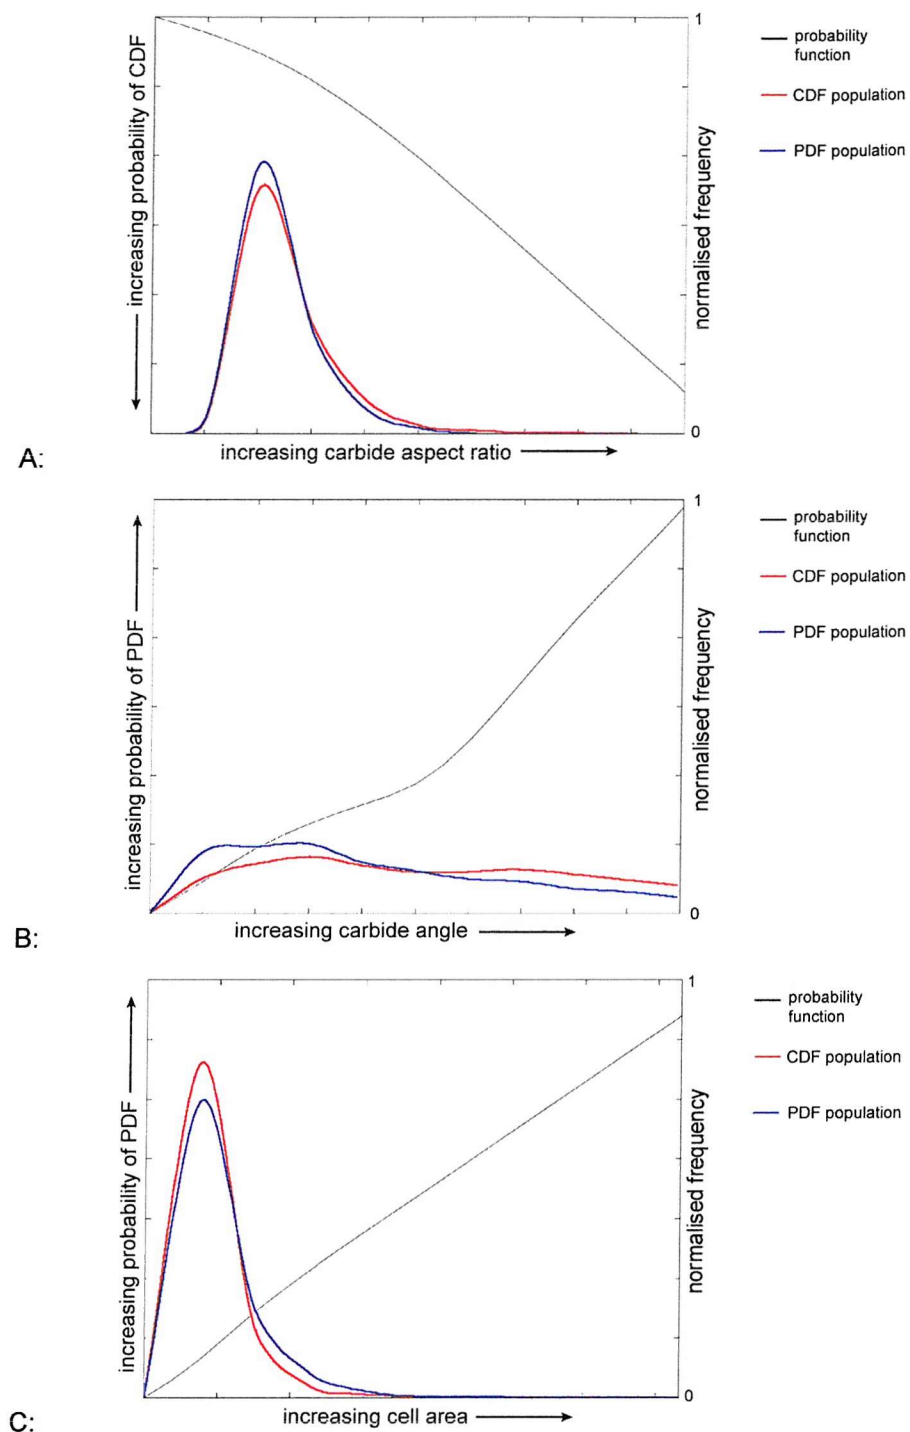 increasing probability of CDF
1
normalised frequency
0
increasing carbide aspect ratio
probability
function
CDF population
PDF population
A:
increasing probability of PDF
1
normalised frequency
0
increasing carbide angle
probability
function
CDF population
PDF population
B:
increasing probability of PDF
1
normalised frequency
0
increasing cell area
probability
function
CDF population
PDF population
C: